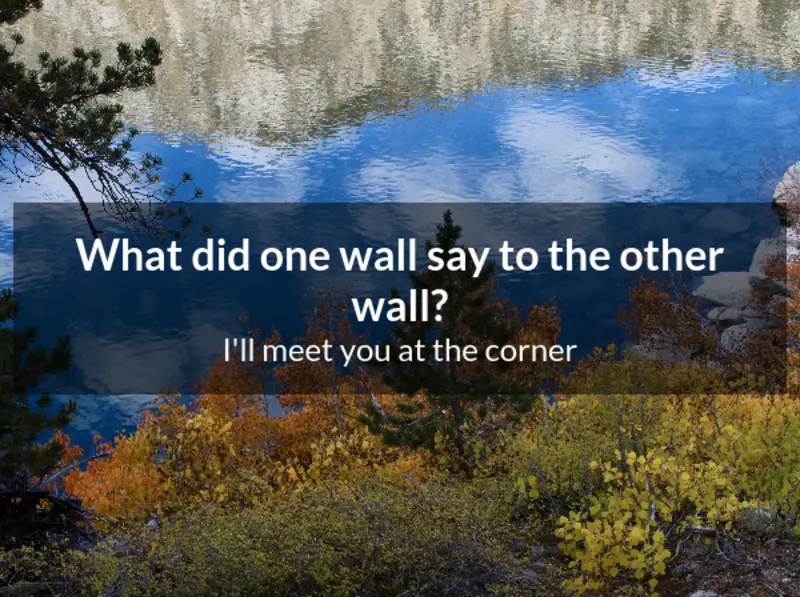 What did one wall say to the other
wall?
I'll meet you at the corner